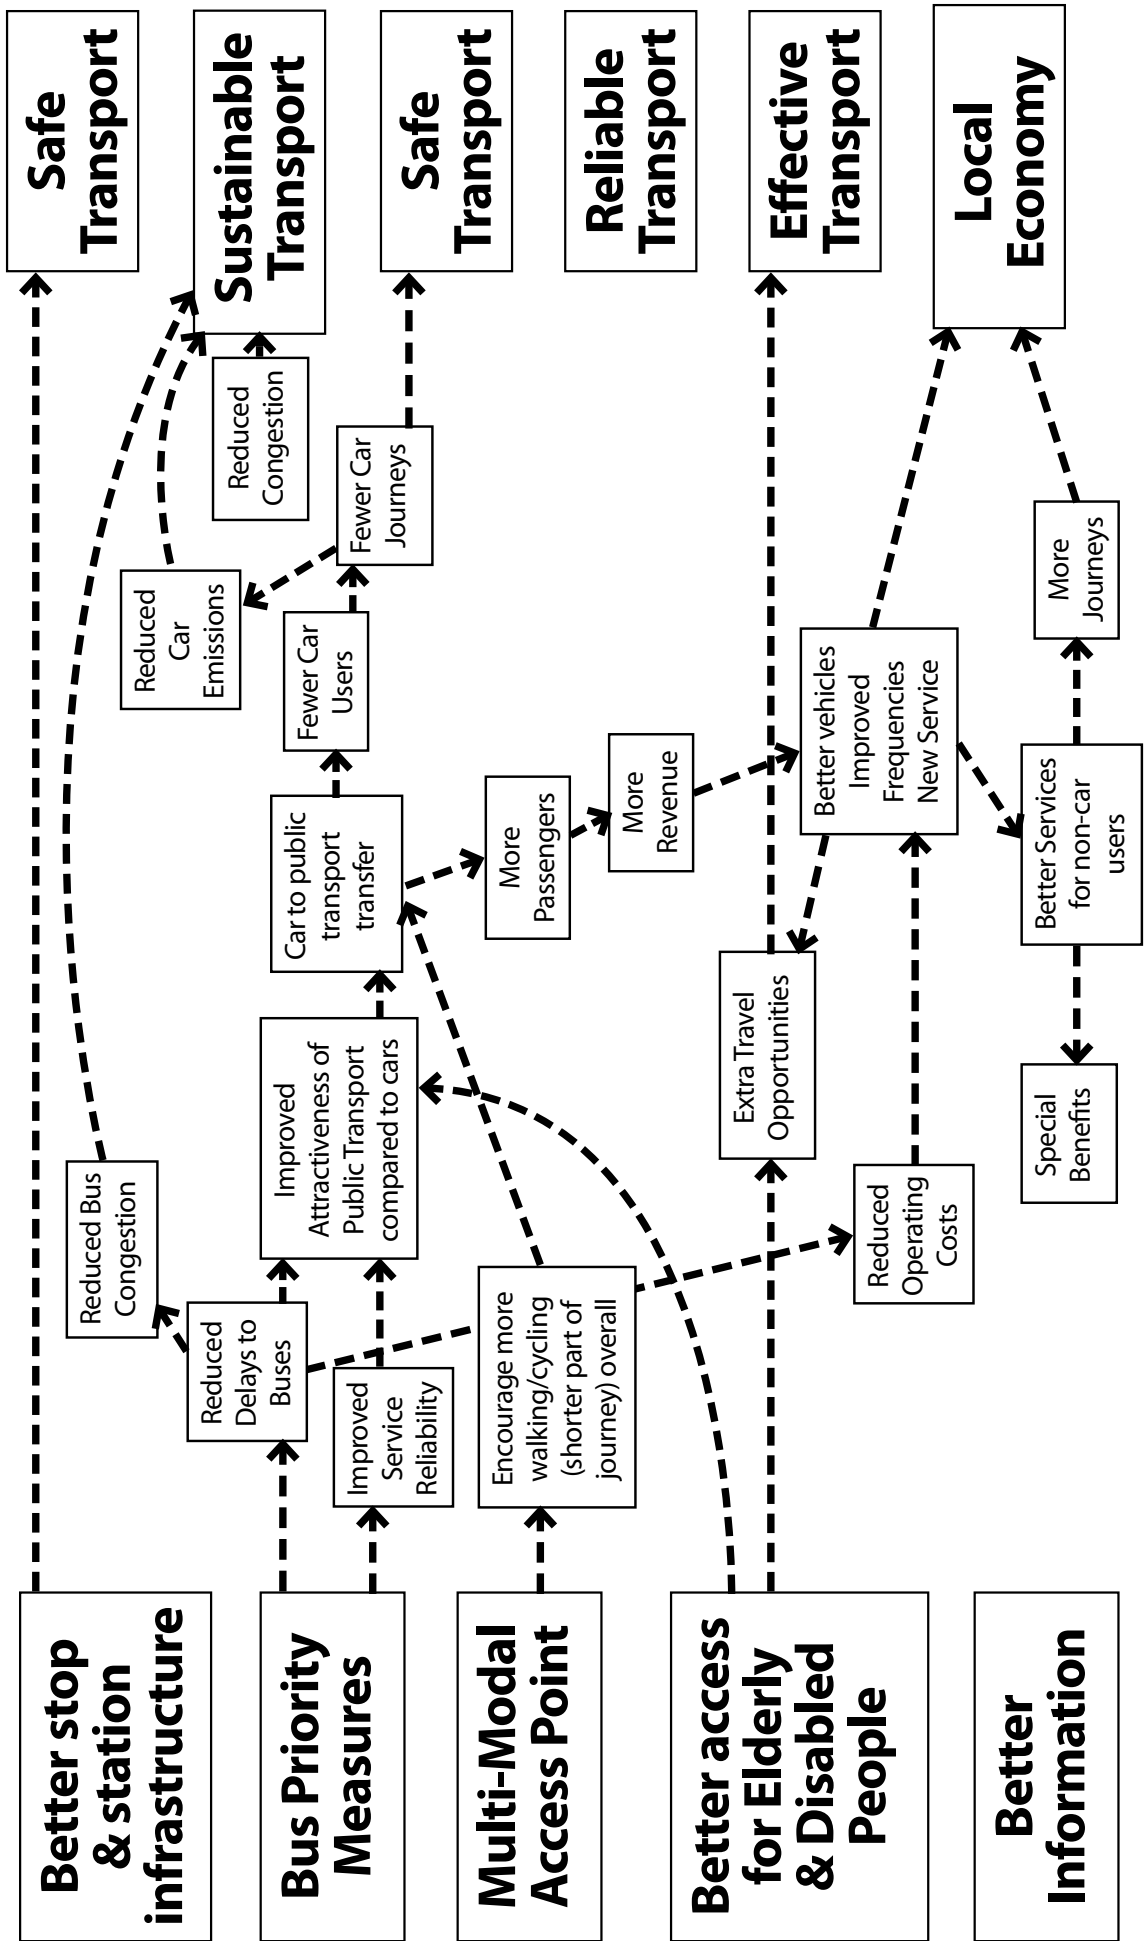 Better stop
& station
infrastructure
Bus Priority
Measures
Multi-Modal
Access Point
Better access
for Elderly
& Disabled
People
Better
Information
Reduced Bus
Congestion
Reduced
Delays to
Buses
Improved
Service
Reliability
Encourage more
walking/cycling
(shorter part of
journey) overall
Improved
Attractiveness of
Public Transport
compared to cars
Reduced
Operating
Costs
Special
Benefits
Extra Travel
Opportunities
Car to public
transport
transfer
More
Passengers
More
Revenue
Better vehicles
Improved
Frequencies
New Service
Better Services
for non-car
users
Fewer Car
Users
Reduced
Car
Emissions
Fewer Car
Journeys
Reduced
Congestion
More
Journeys
Safe
Transport
Sustainable
Transport
Safe
Transport
Reliable
Transport
Effective
Transport
Local
Economy